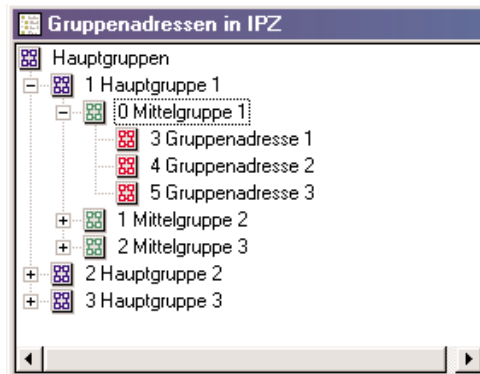 Gruppenadressen in IPZ
Hauptgruppen
1 Hauptgruppe 1
0 Mittelgruppe 1
3 Gruppenadresse 1
4 Gruppenadresse 2
5 Gruppenadresse 3
1 Mittelgruppe 2
2 Mittelgruppe 3
2 Hauptgruppe 2
3 Hauptgruppe 3